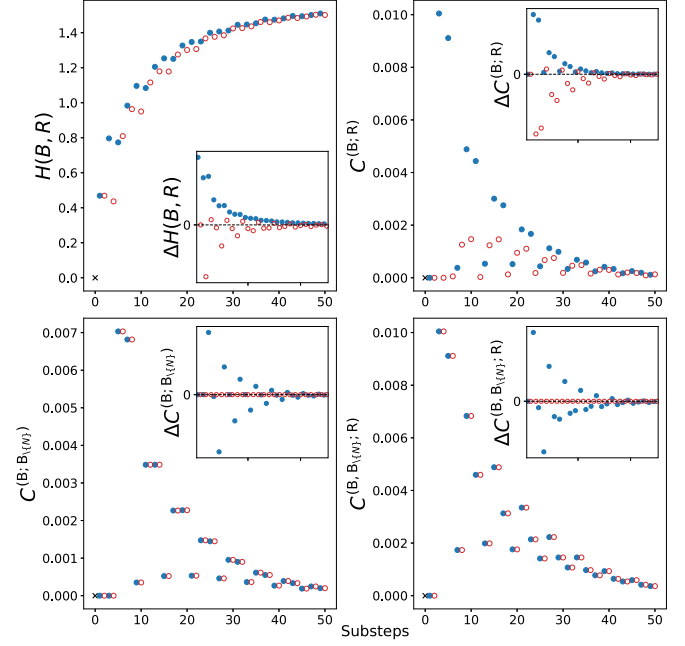 H(B, R)
1.4
1.2
1.0
0.8
0.6
0.4
0.2
0.0
ΔH(B, R)
0
0 10 20 30 40 50
C^(B; R)
0.010
0.008
0.006
0.004
0.002
0.000
ΔC^(B; R)
0
0 10 20 30 40 50
C^(B; B_\{N})
0.007
0.006
0.005
0.004
0.003
0.002
0.001
0.000
ΔC^(B; B_\{N})
0
0 10 20 30 40 50
C^(B, B_\{N}; R)
0.010
0.008
0.006
0.004
0.002
0.000
ΔC^(B, B_\{N}; R)
0
0 10 20 30 40 50
Substeps